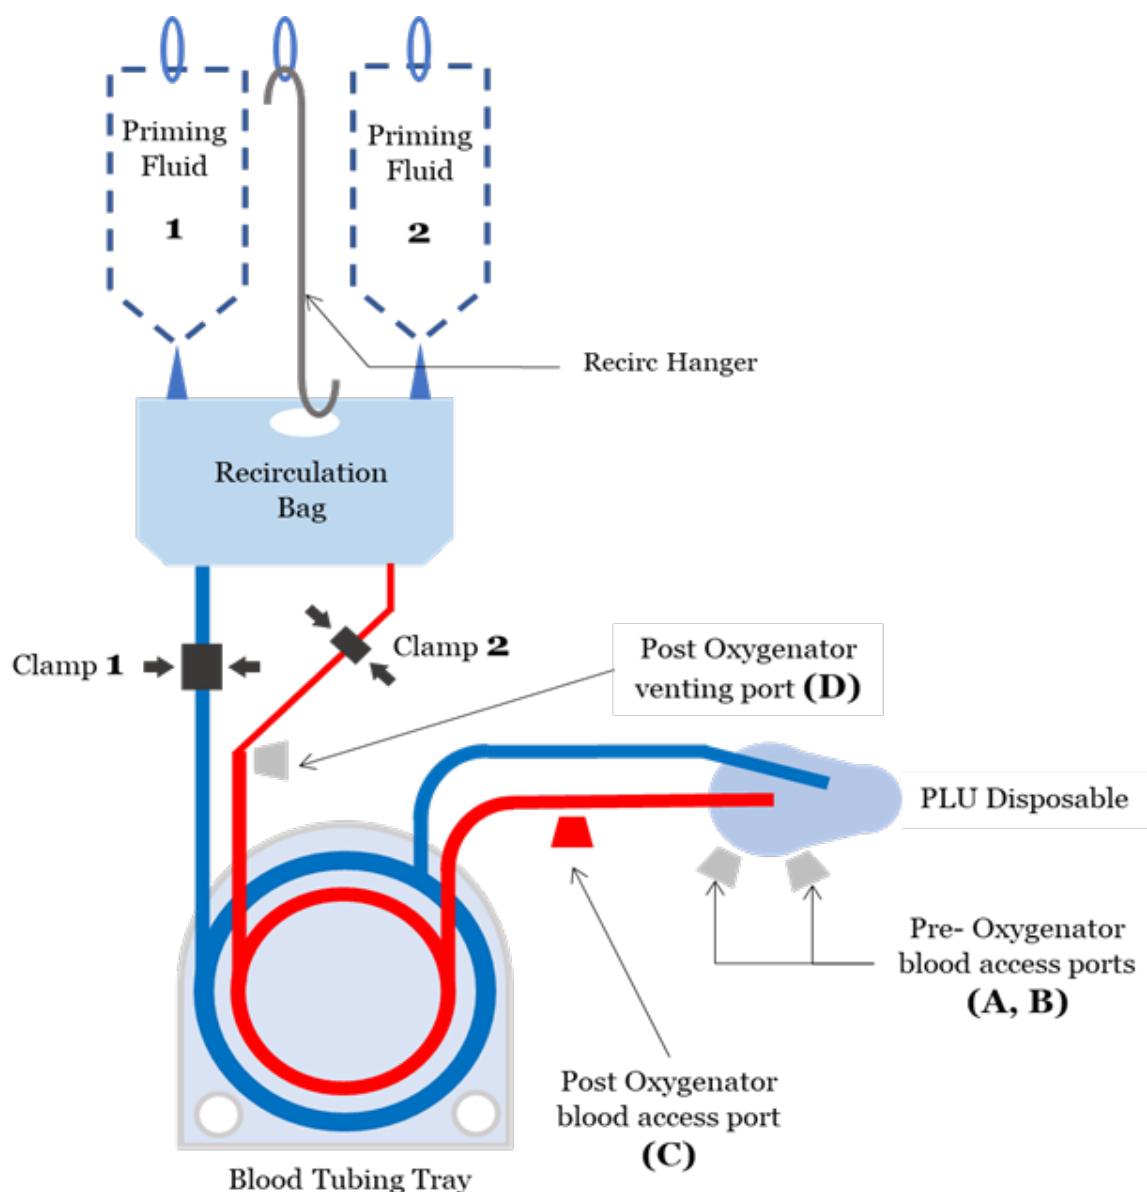 Priming
Fluid
1
Priming
Fluid
2
Recirc Hanger
Recirculation
Bag
Clamp 1
Clamp 2
Post Oxygenator
venting port (D)
PLU Disposable
Pre- Oxygenator
blood access ports
(A, B)
Post Oxygenator
blood access port
(C)
Blood Tubing Tray